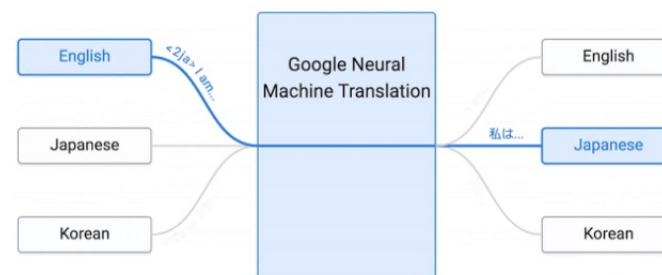 English
<2ja> I am...
Japanese
Korean
Google Neural
Machine Translation
私は...
English
Japanese
Korean